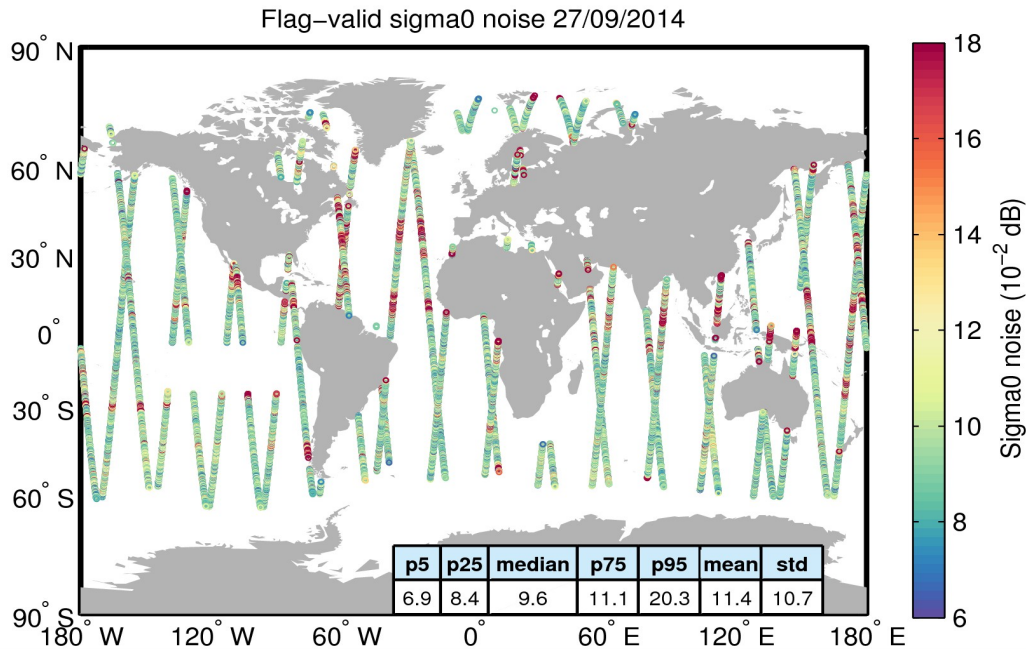 Flag−valid sigma0 noise 27/09/2014
90° N
60° N
30° N
0°
30° S
60° S
90° S
180° W
120° W
60° W
0°
60° E
120° E
180° E
p5 p25 median p75 p95 mean std
6.9 8.4 9.6 11.1 20.3 11.4 10.7
18
16
14
12
10
8
6
Sigma0 noise (10⁻² dB)